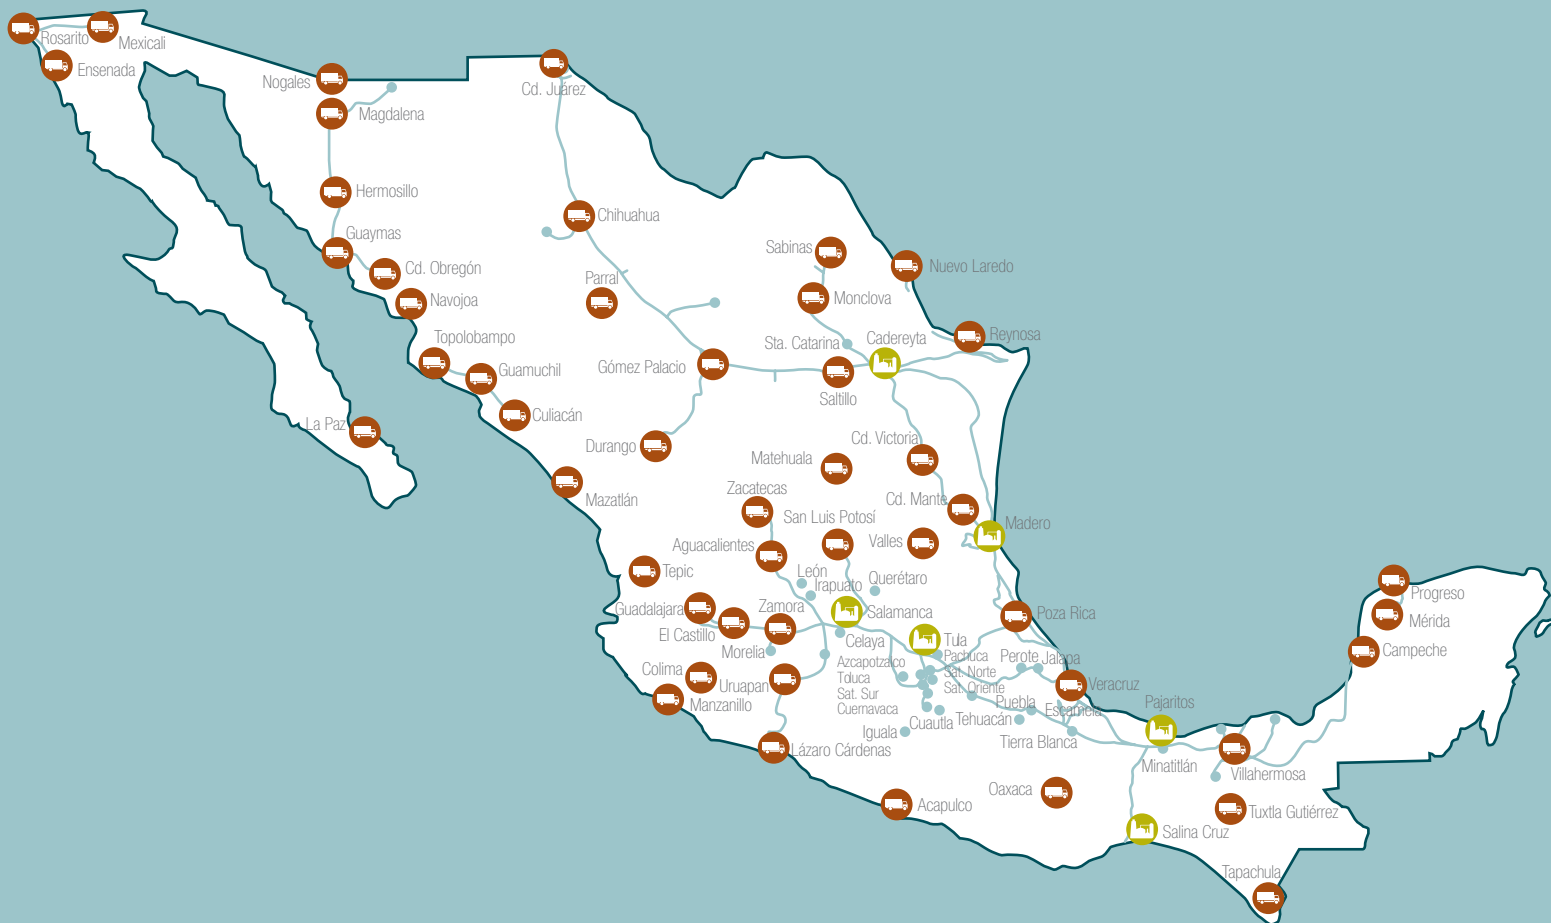 Rosarito
Mexicali
Ensenada
Nogales
Cd. Juárez
Magdalena
Hermosillo
Chihuahua
Guaymas
Sabinas
Cd. Obregón
Nuevo Laredo
Parral
Navojoa
Monclova
Topolobampo
Sta. Catarina
Cadereyta
Reynosa
Guamuchil
Gómez Palacio
Saltillo
Culiacán
La Paz
Durango
Cd. Victoria
Matehuala
Zacatecas
Mazatlán
Cd. Mante
San Luis Potosí
Madero
Aguacalientes
Valles
Tepic
León
Irapuato
Querétaro
Progreso
Guadalajara
Zamora
Salamanca
Poza Rica
Mérida
El Castillo
Celaya
Tula
Morelia
Pachuca
Perote
Jalapa
Campeche
Azcapotzalco
Colima
Toluca
Sat. Norte
Uruapan
Sat. Oriente
Veracruz
Sat. Sur
Manzanillo
Cuernavaca
Puebla
Escamela
Pajaritos
Cuautla
Tehuacán
Iguala
Tierra Blanca
Lázaro Cárdenas
Minatitlán
Villahermosa
Oaxaca
Acapulco
Tuxtla Gutiérrez
Salina Cruz
Tapachula